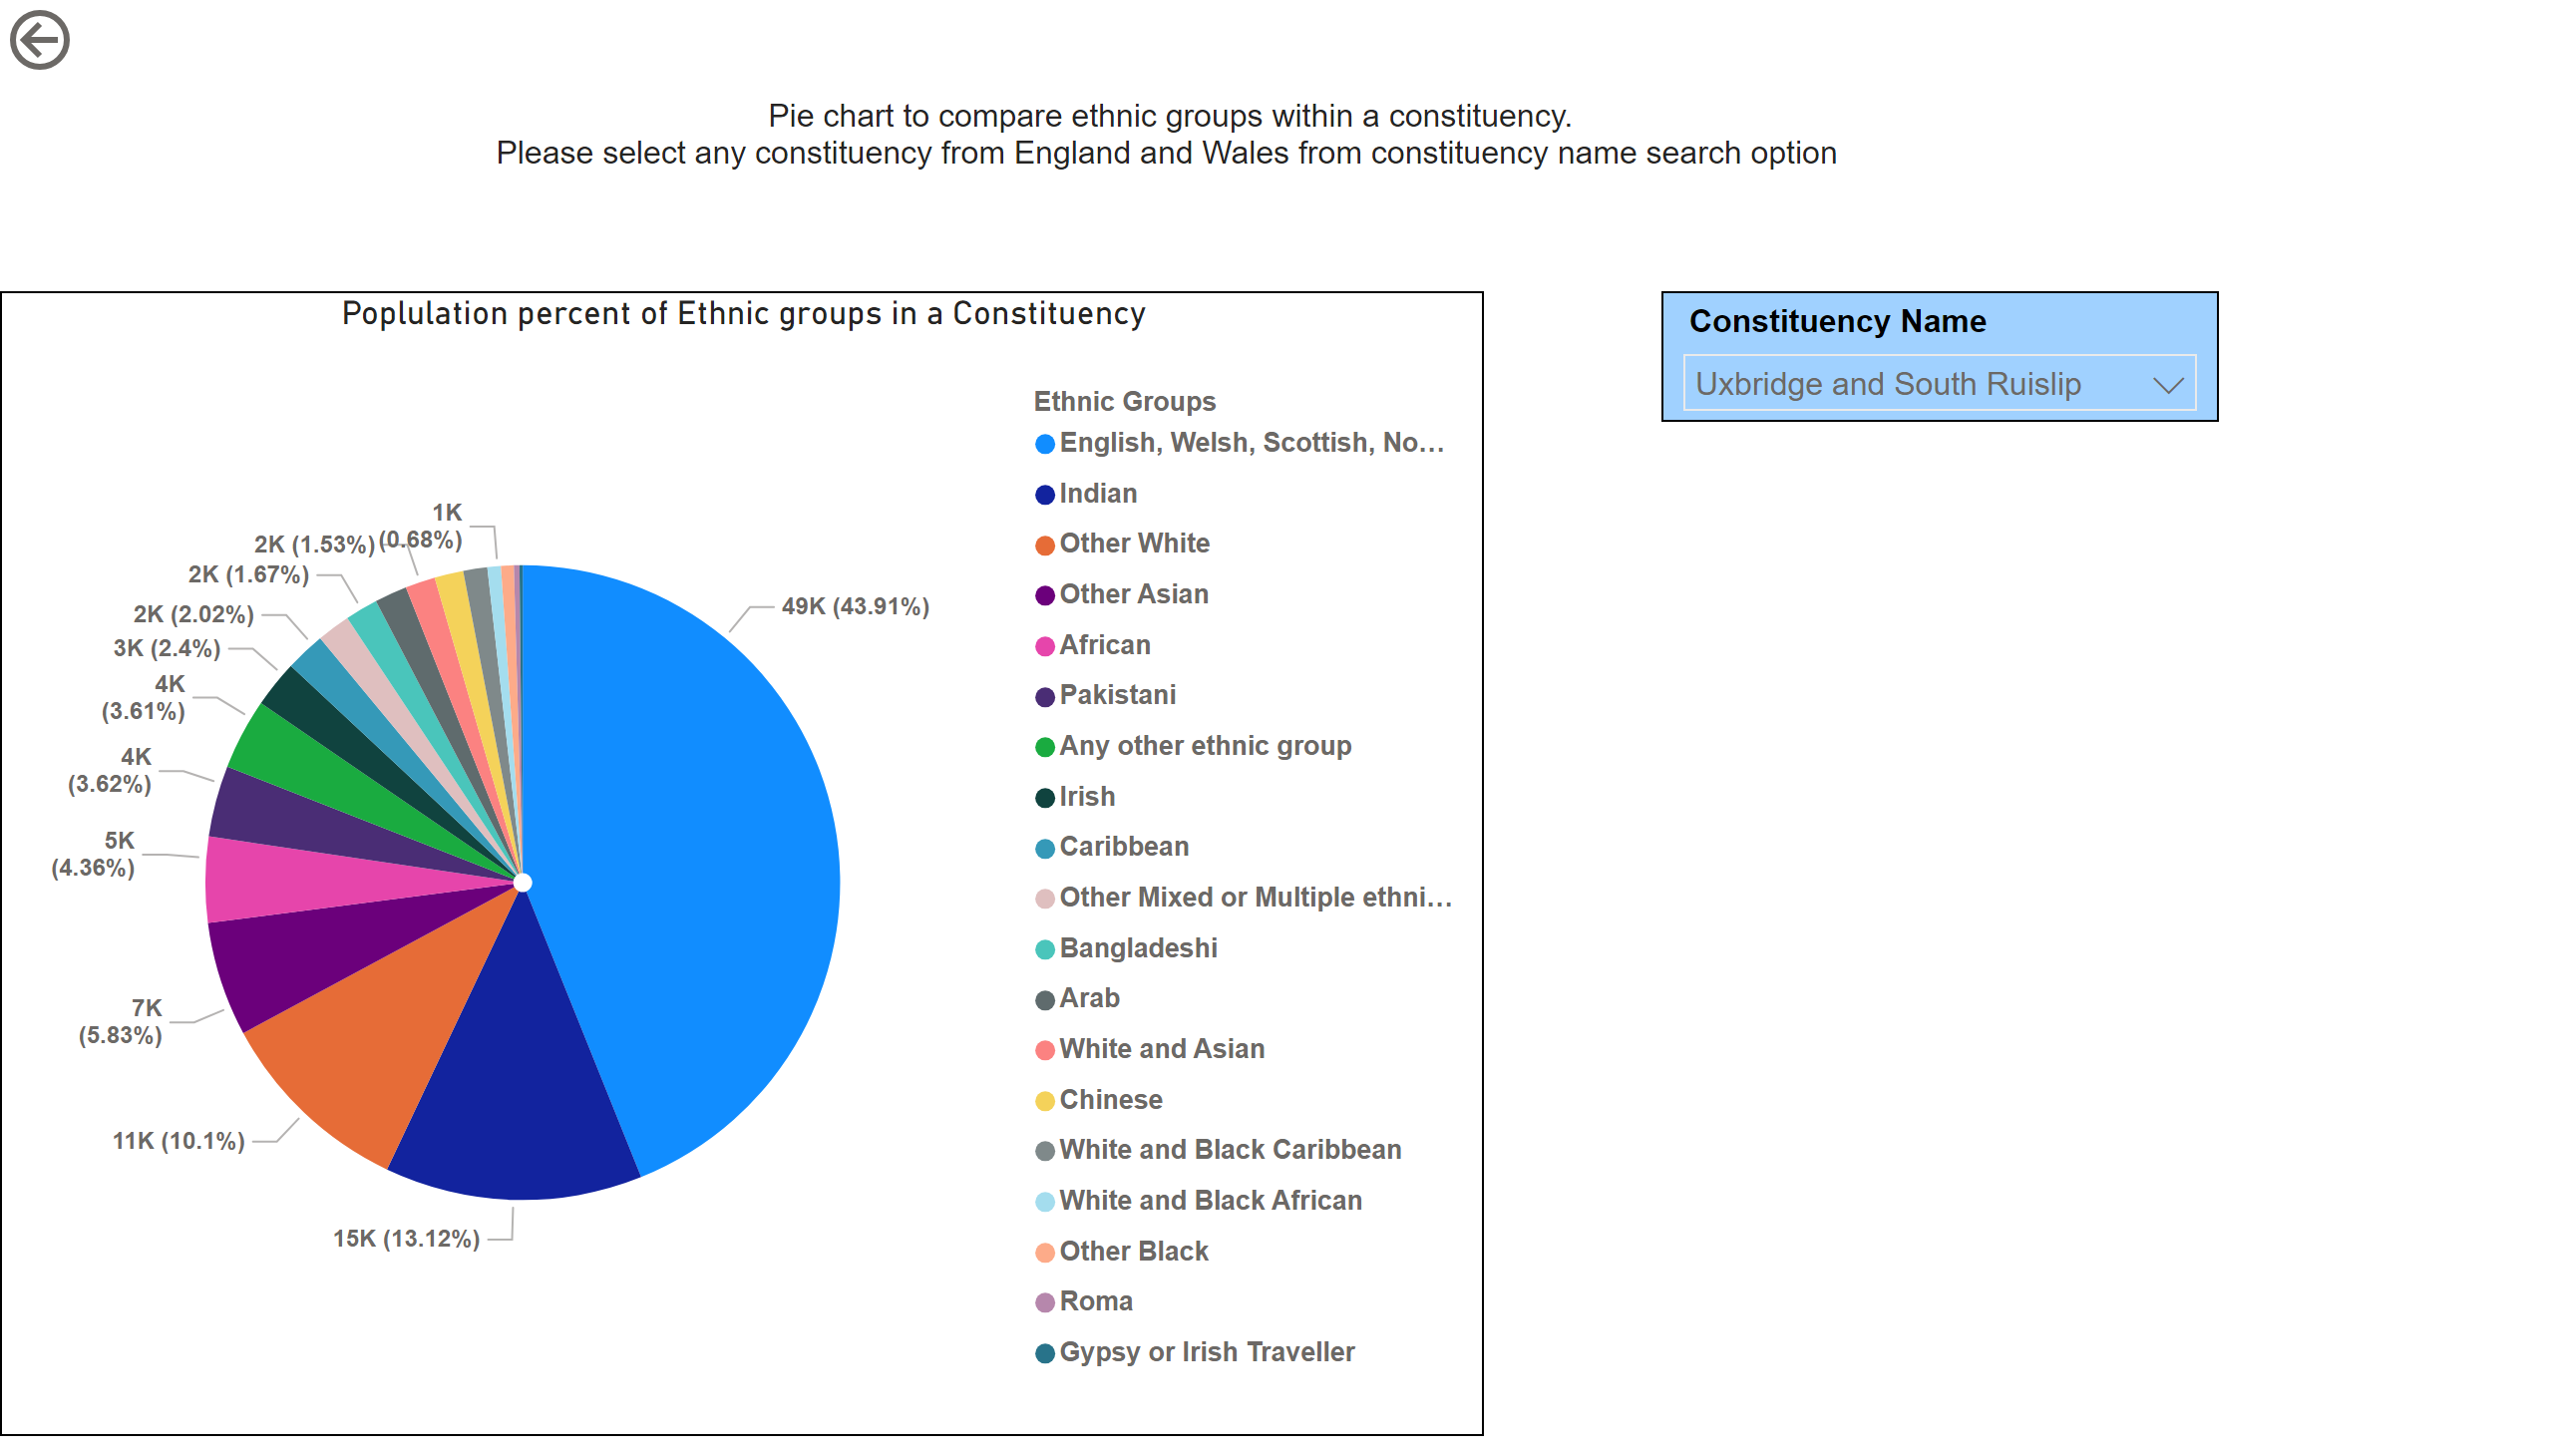 Pie chart to compare ethnic groups within a constituency.
Please select any constituency from England and Wales from constituency name search option
Poplulation percent of Ethnic groups in a Constituency
Constituency Name
Uxbridge and South Ruislip
Ethnic Groups
English, Welsh, Scottish, No...
Indian
Other White
Other Asian
African
Pakistani
Any other ethnic group
Irish
Caribbean
Other Mixed or Multiple ethni...
Bangladeshi
Arab
White and Asian
Chinese
White and Black Caribbean
White and Black African
Other Black
Roma
Gypsy or Irish Traveller
1K
(0.68%)
2K (1.53%)
2K (1.67%)
2K (2.02%)
3K (2.4%)
4K
(3.61%)
4K
(3.62%)
5K
(4.36%)
7K
(5.83%)
11K (10.1%)
15K (13.12%)
49K (43.91%)